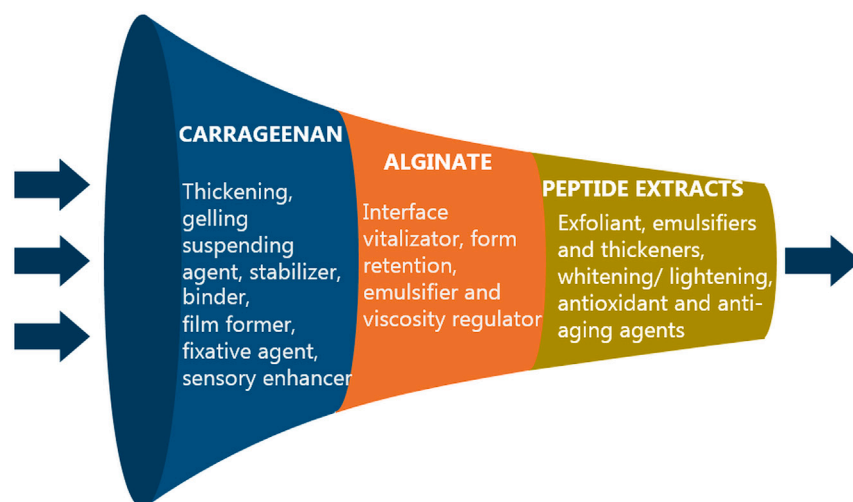 CARRAGEENAN
Thickening,
gelling
suspending
agent, stabilizer,
binder,
film former,
fixative agent,
sensory enhancer
ALGINATE
Interface
vitalizator, form
retention,
emulsifier and
viscosity regulator
PEPTIDE EXTRACTS
Exfoliant, emulsifiers
and thickeners,
whitening/ lightening,
antioxidant and anti-
aging agents